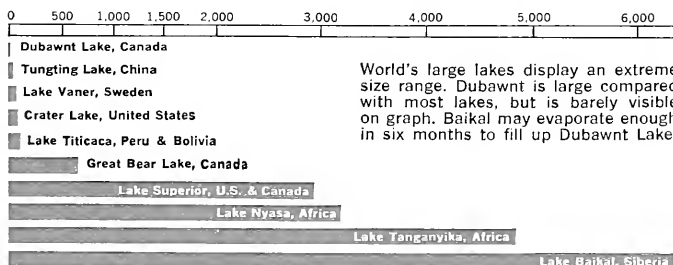 0 500 1,000 1,500 2,000 3,000 4,000 5,000 6,000
Dubawnt Lake, Canada
Tungting Lake, China
Lake Vaner, Sweden
Crater Lake, United States
Lake Titicaca, Peru & Bolivia
Great Bear Lake, Canada
Lake Superior, U.S. & Canada
Lake Nyasa, Africa
Lake Tanganyika, Africa
Lake Baikal, Siberia
World's large lakes display an extreme
size range. Dubawnt is large compared
with most lakes, but is barely visible
on graph. Baikal may evaporate enough
in six months to fill up Dubawnt Lake